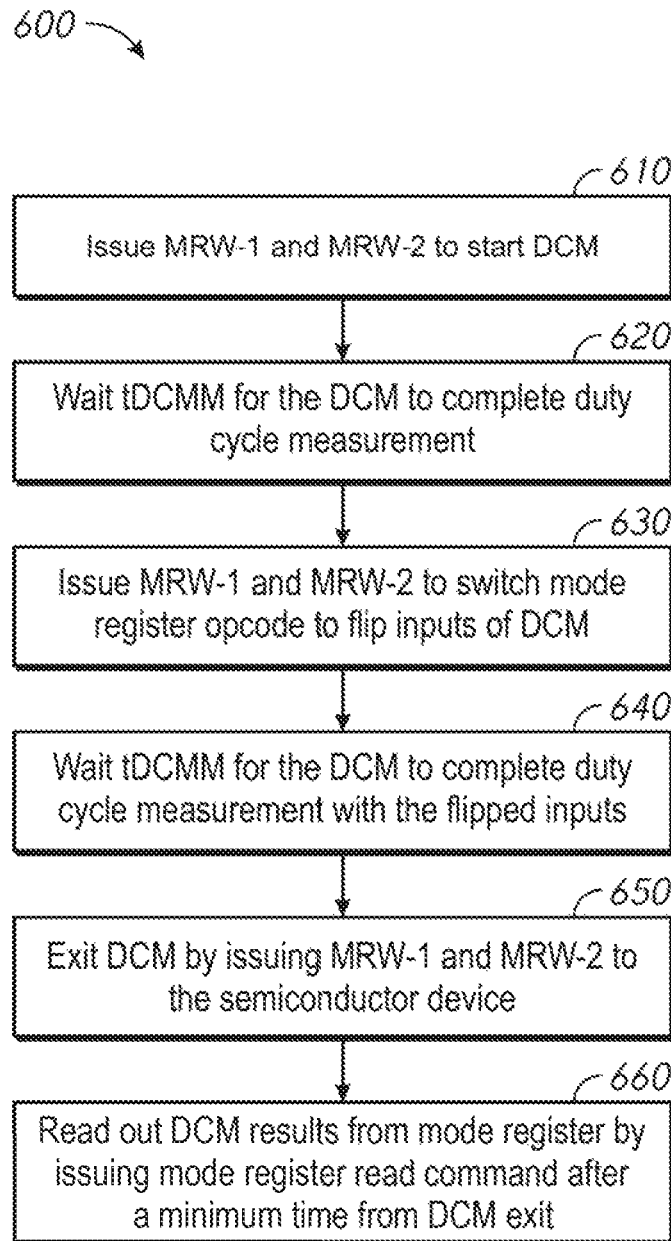 600
610
Issue MRW-1 and MRW-2 to start DCM
620
Wait tDCMM for the DCM to complete duty
cycle measurement
630
Issue MRW-1 and MRW-2 to switch mode
register opcode to flip inputs of DCM
640
Wait tDCMM for the DCM to complete duty
cycle measurement with the flipped inputs
650
Exit DCM by issuing MRW-1 and MRW-2 to
the semiconductor device
660
Read out DCM results from mode register by
issuing mode register read command after
a minimum time from DCM exit